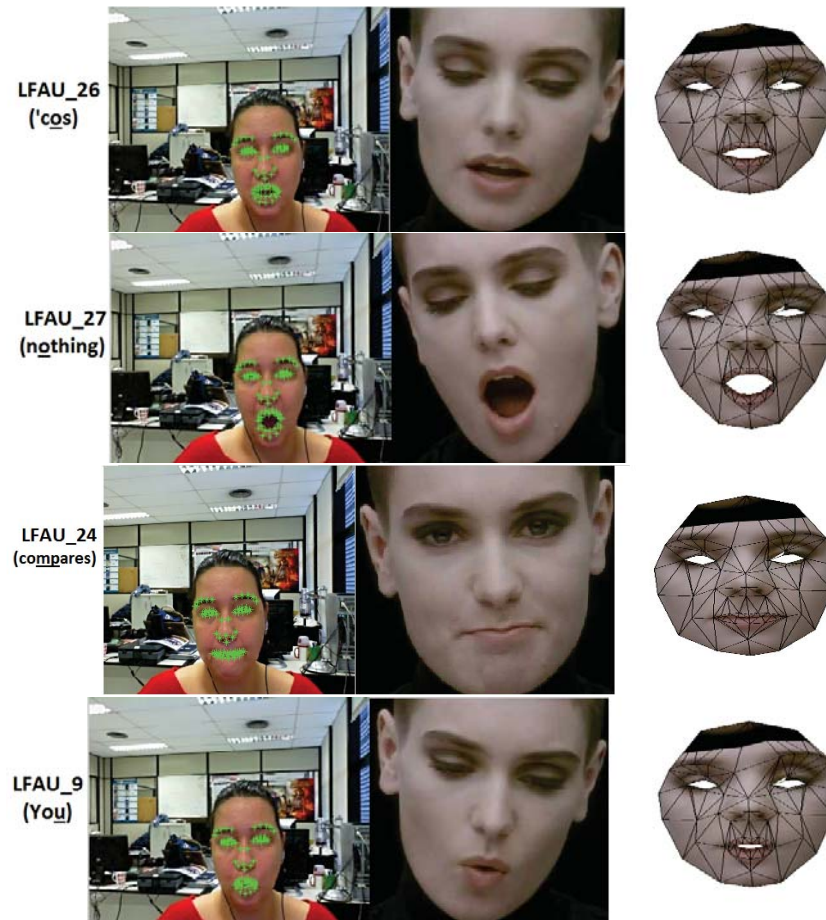 LFAU_26
('cos)
LFAU_27
(nothing)
LFAU_24
(compares)
LFAU_9
(You)